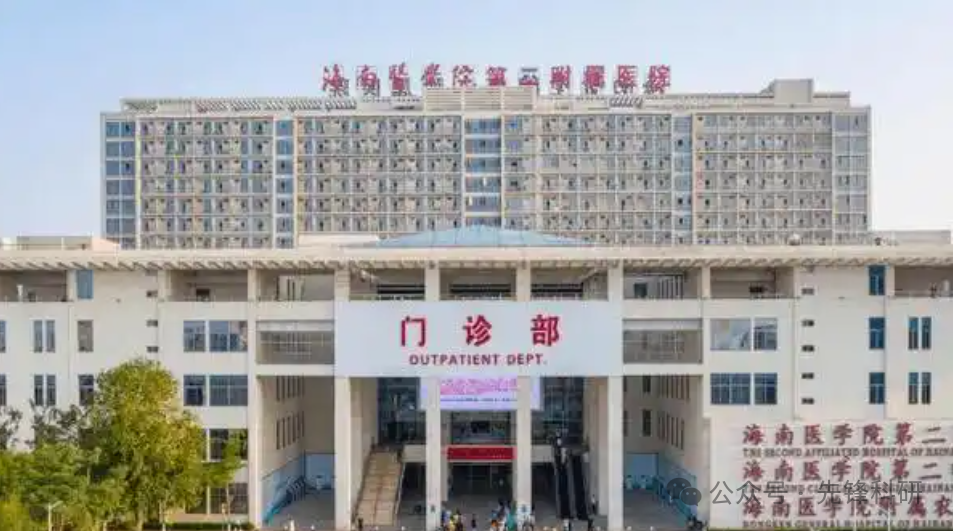 海南医学院第二附属医院
门诊部
OUTPATIENT DEPT.
海南医学院第二
THE SECOND AFFILIATED HOSPITAL OF HAINA
海南医学院第二
海南医学院附属农
公众号·先锋科研